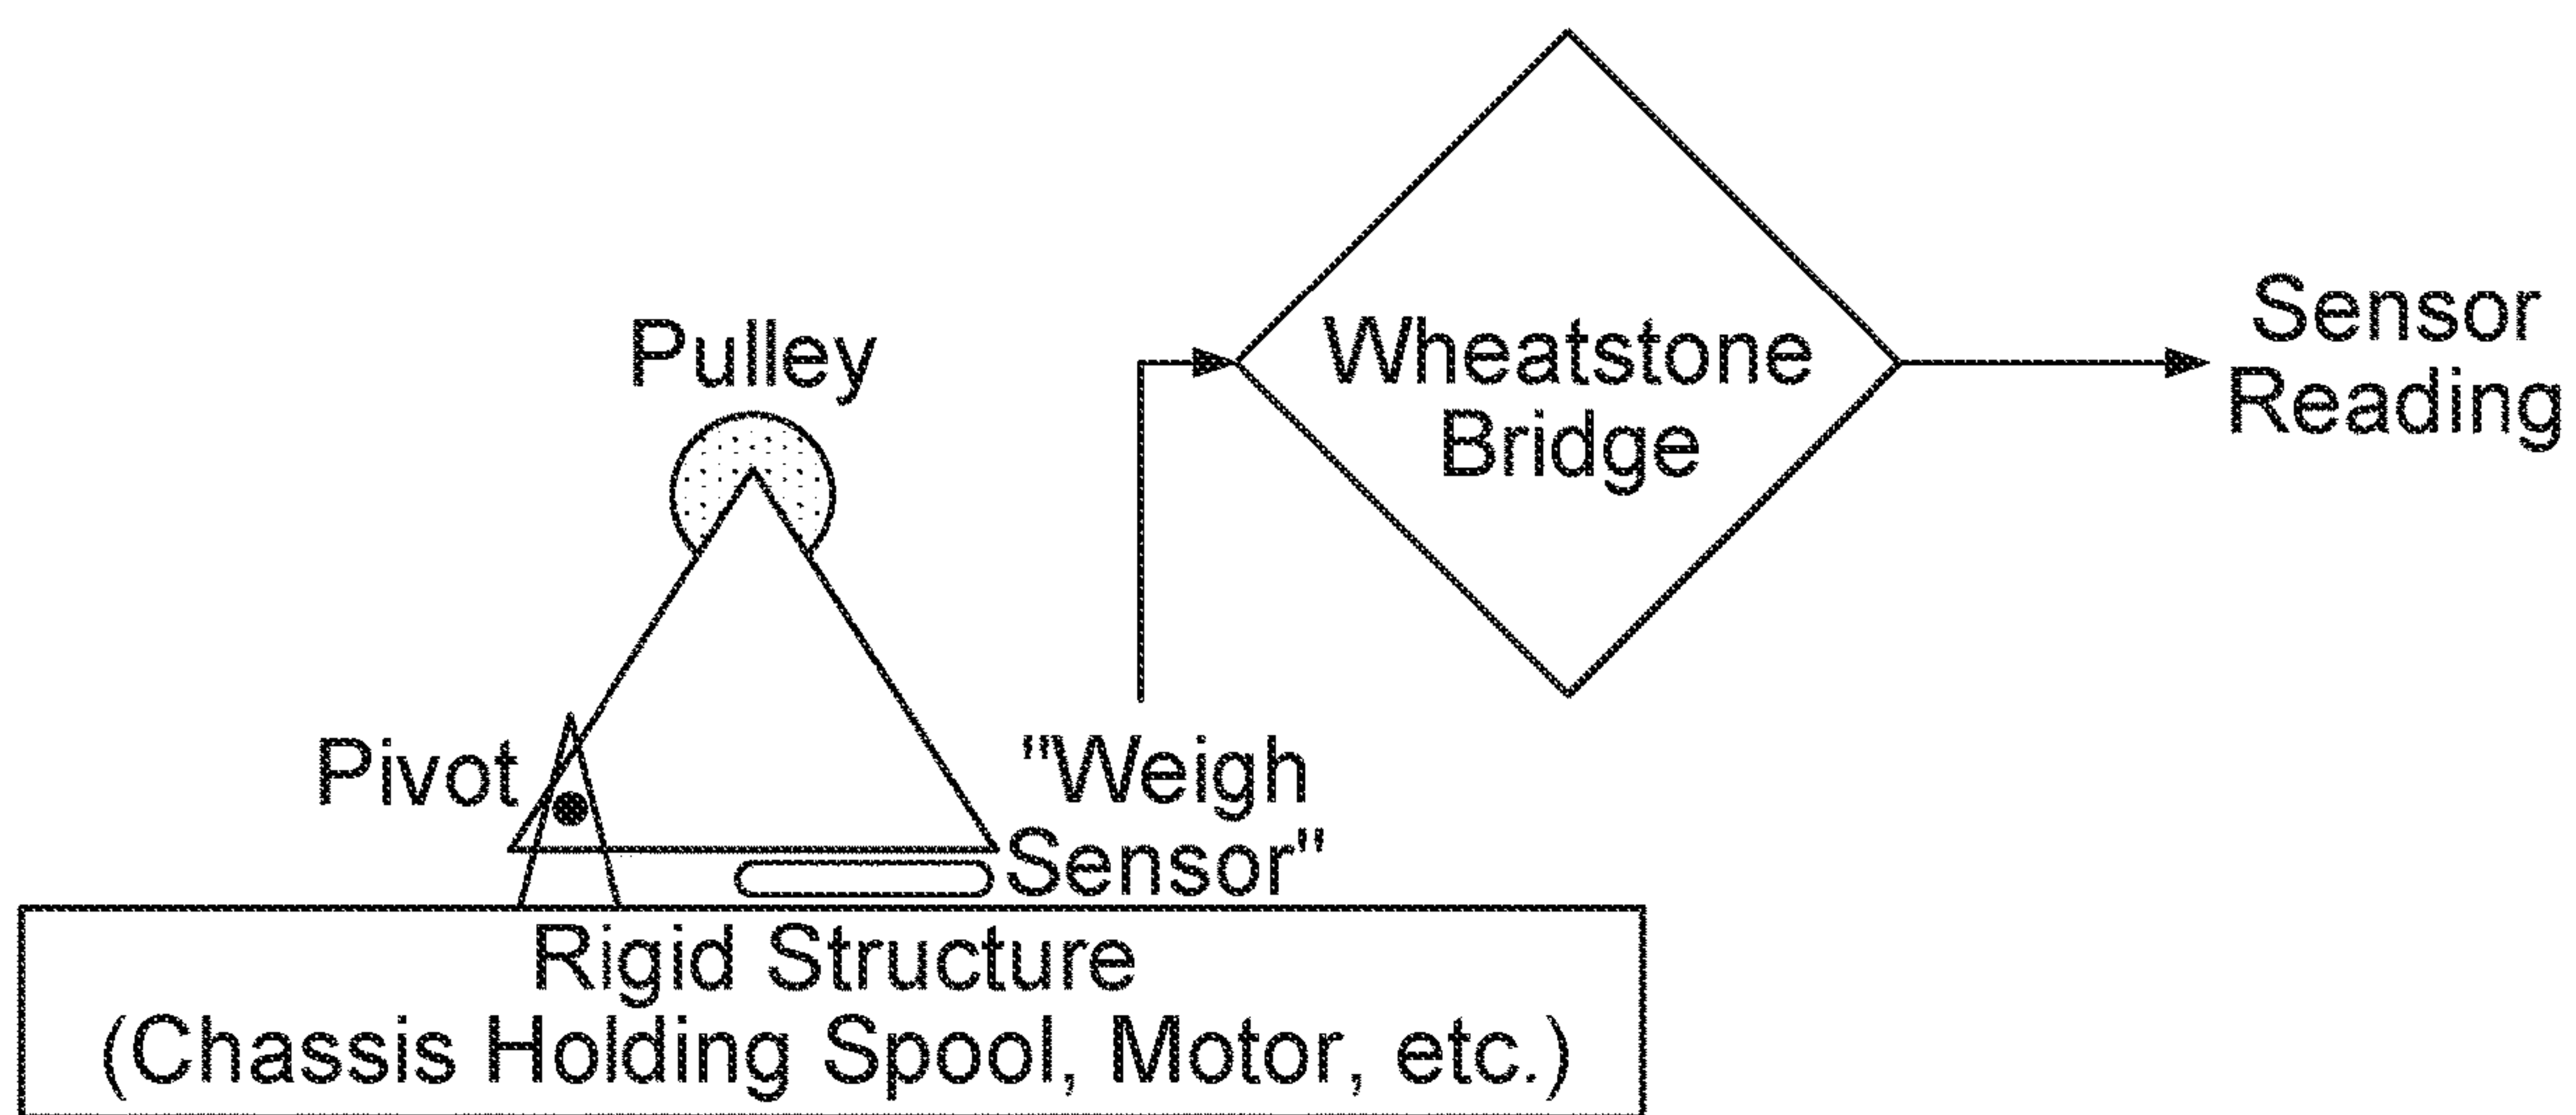 Pulley
Wheatstone
Bridge
Sensor
Reading
Pivot
"Weigh
Sensor"
Rigid Structure
(Chassis Holding Spool, Motor, etc.)